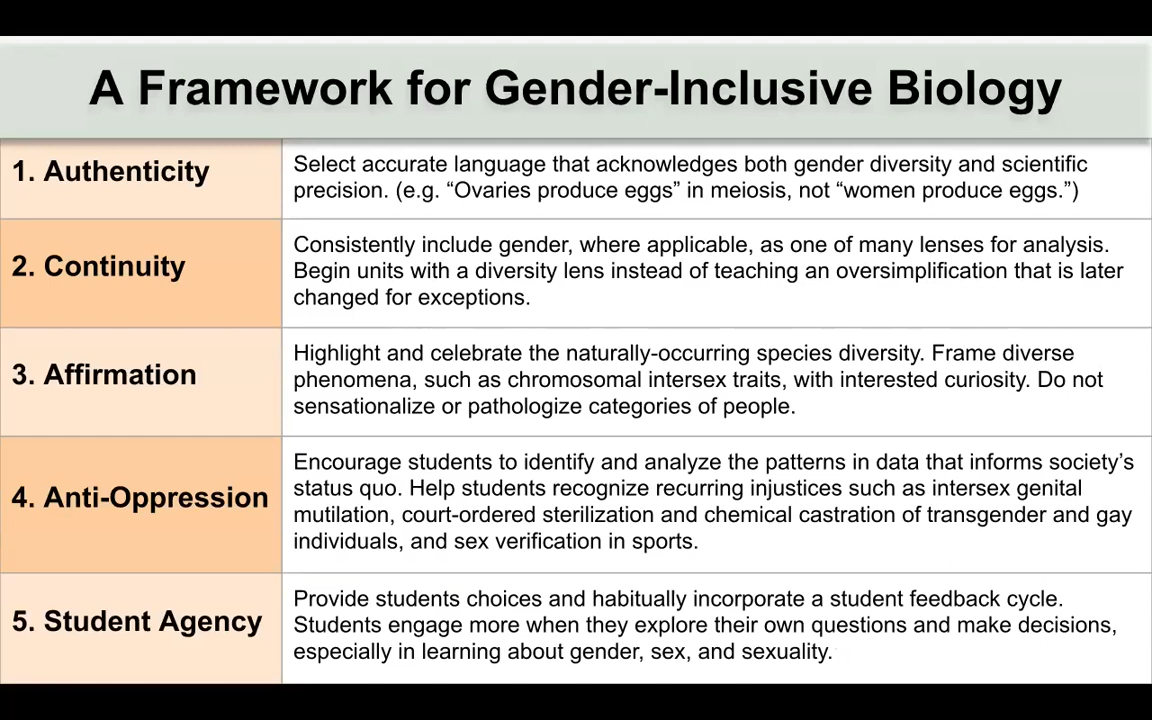 A Framework for Gender-Inclusive Biology
1. Authenticity
Select accurate language that acknowledges both gender diversity and scientific
precision. (e.g. “Ovaries produce eggs” in meiosis, not “women produce eggs.”)
2. Continuity
Consistently include gender, where applicable, as one of many lenses for analysis.
Begin units with a diversity lens instead of teaching an oversimplification that is later
changed for exceptions.
3. Affirmation
Highlight and celebrate the naturally-occurring species diversity. Frame diverse
phenomena, such as chromosomal intersex traits, with interested curiosity. Do not
sensationalize or pathologize categories of people.
4. Anti-Oppression
Encourage students to identify and analyze the patterns in data that informs society’s
status quo. Help students recognize recurring injustices such as intersex genital
mutilation, court-ordered sterilization and chemical castration of transgender and gay
individuals, and sex verification in sports.
5. Student Agency
Provide students choices and habitually incorporate a student feedback cycle.
Students engage more when they explore their own questions and make decisions,
especially in learning about gender, sex, and sexuality.